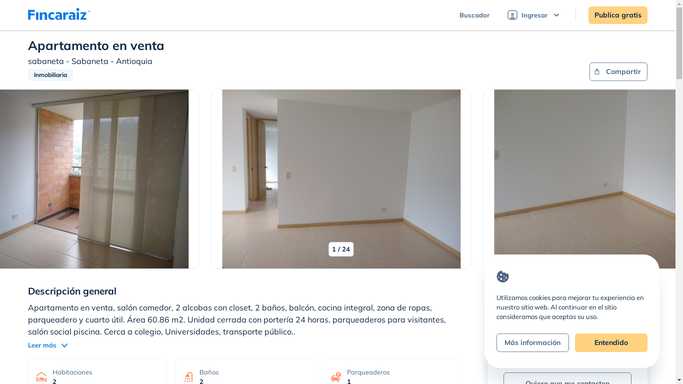 Fincaraiz
Buscador
Ingresar
Publica gratis
Apartamento en venta
sabaneta - Sabaneta - Antioquia
Inmobiliaria
Compartir
1 / 24
Descripción general
Apartamento en venta, salón comedor, 2 alcobas con closet, 2 baños, balcón, cocina integral, zona de ropas,
parqueadero y cuarto útil. Área 60.86 m2. Unidad cerrada con portería 24 horas, parqueaderos para visitantes,
salón social piscina. Cerca a colegio, Universidades, transporte público..
Leer más
Habitaciones
2
Baños
2
Parqueaderos
1
Utilizamos cookies para mejorar tu experiencia en
nuestro sitio web. Al continuar en el sitio
consideramos que aceptas su uso.
Más información
Entendido
Quiero que me contacten